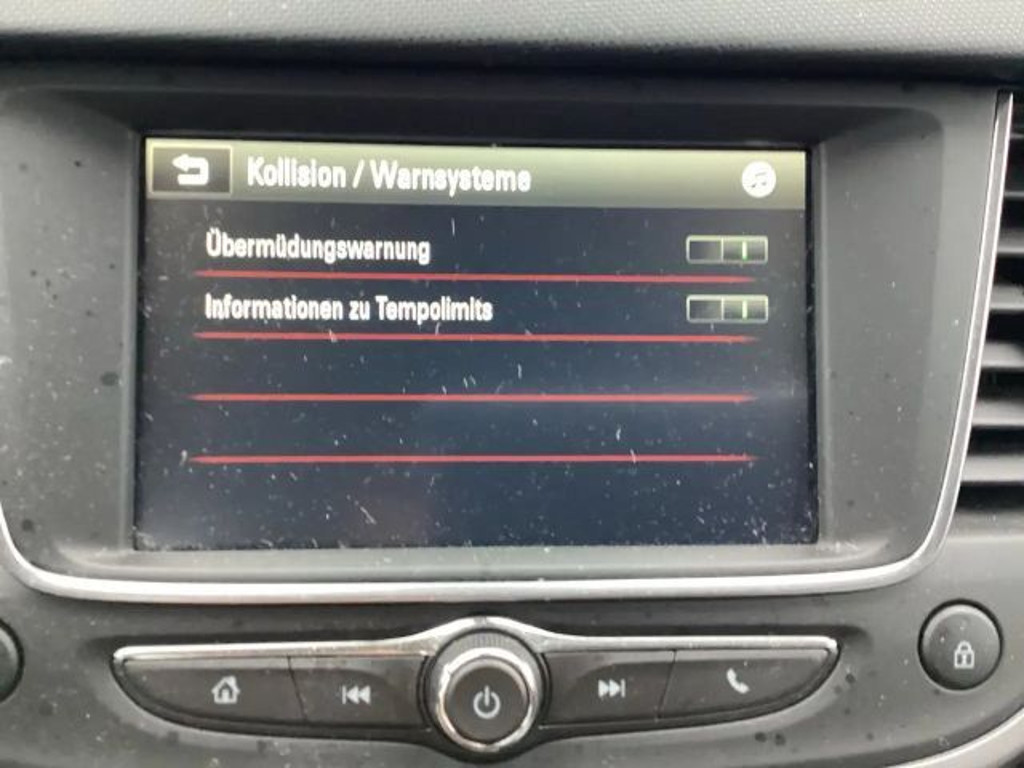 Kollision / Warnsysteme
Übermüdungswarnung
Informationen zu Tempolimits